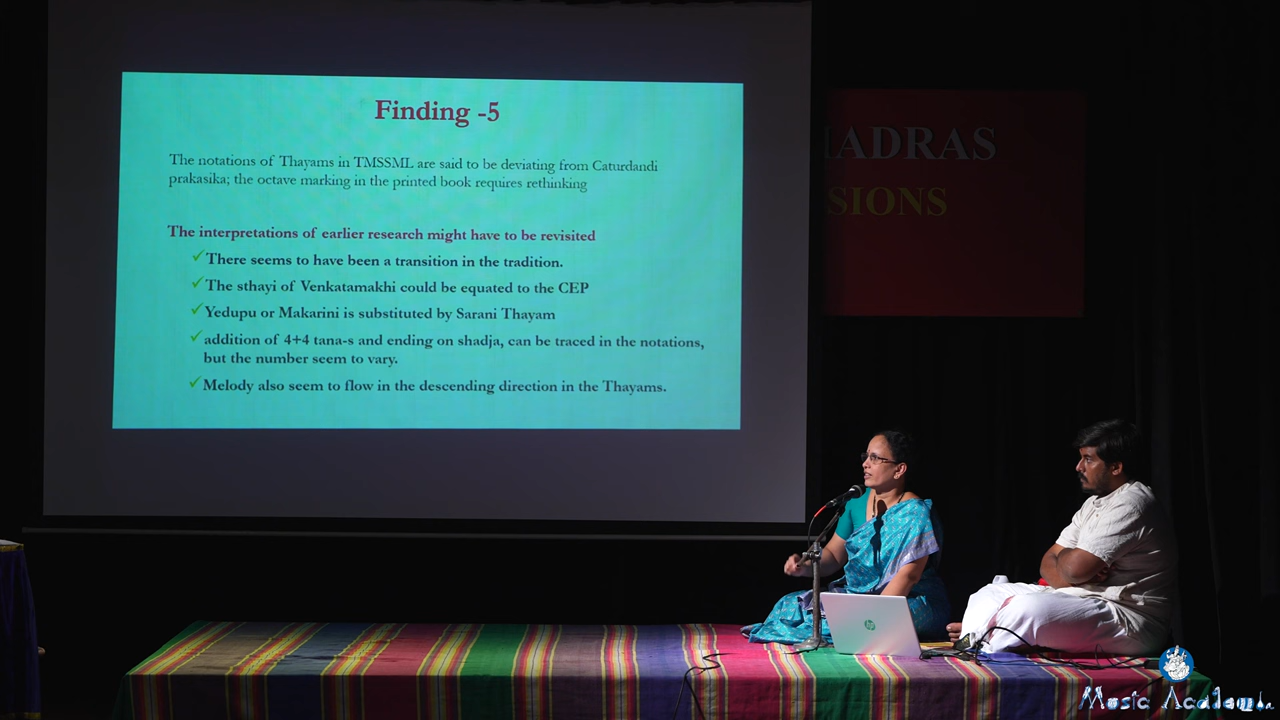 Finding -5
The notations of Thayams in TMSSML are said to be deviating from Caturdandi
prakasika; the octave marking in the printed book requires rethinking
The interpretations of earlier research might have to be revisited
There seems to have been a transition in the tradition.
The sthayi of Venkatamakhi could be equated to the CEP
Yedupu or Makarini is substituted by Sarani Thayam
addition of 4+4 tana-s and ending on shadja, can be traced in the notations,
but the number seem to vary.
Melody also seem to flow in the descending direction in the Thayams.
MADRAS
SIONS
hp
Music Academy